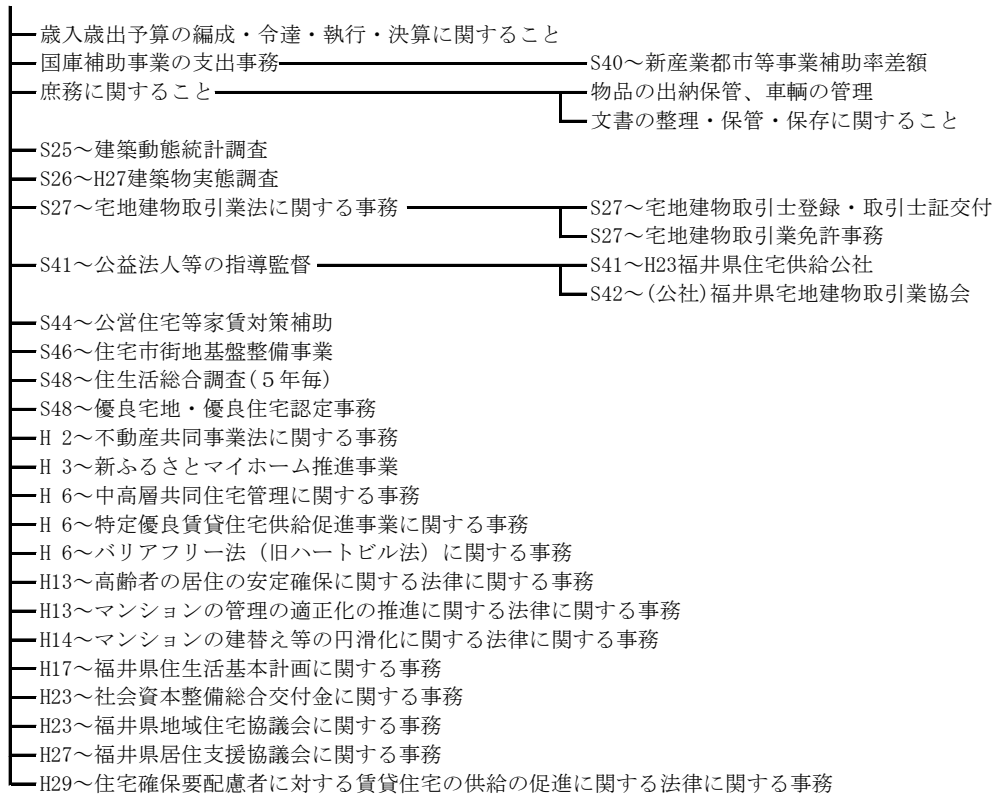 歳入歳出予算の編成・令達・執行・決算に関すること
国庫補助事業の支出事務 S40～新産業都市等事業補助率差額
庶務に関すること 物品の出納保管、車輌の管理
文書の整理・保管・保存に関すること
S25～建築動態統計調査
S26～H27建築物実態調査
S27～宅地建物取引業法に関する事務 S27～宅地建物取引士登録・取引士証交付
S27～宅地建物取引業免許事務
S41～公益法人等の指導監督 S41～H23福井県住宅供給公社
S42～(公社)福井県宅地建物取引業協会
S44～公営住宅等家賃対策補助
S46～住宅市街地基盤整備事業
S48～住生活総合調査(５年毎)
S48～優良宅地・優良住宅認定事務
H 2～不動産共同事業法に関する事務
H 3～新ふるさとマイホーム推進事業
H 6～中高層共同住宅管理に関する事務
H 6～特定優良賃貸住宅供給促進事業に関する事務
H 6～バリアフリー法（旧ハートビル法）に関する事務
H13～高齢者の居住の安定確保に関する法律に関する事務
H13～マンションの管理の適正化の推進に関する法律に関する事務
H14～マンションの建替え等の円滑化に関する法律に関する事務
H17～福井県住生活基本計画に関する事務
H23～社会資本整備総合交付金に関する事務
H23～福井県地域住宅協議会に関する事務
H27～福井県居住支援協議会に関する事務
H29～住宅確保要配慮者に対する賃貸住宅の供給の促進に関する法律に関する事務